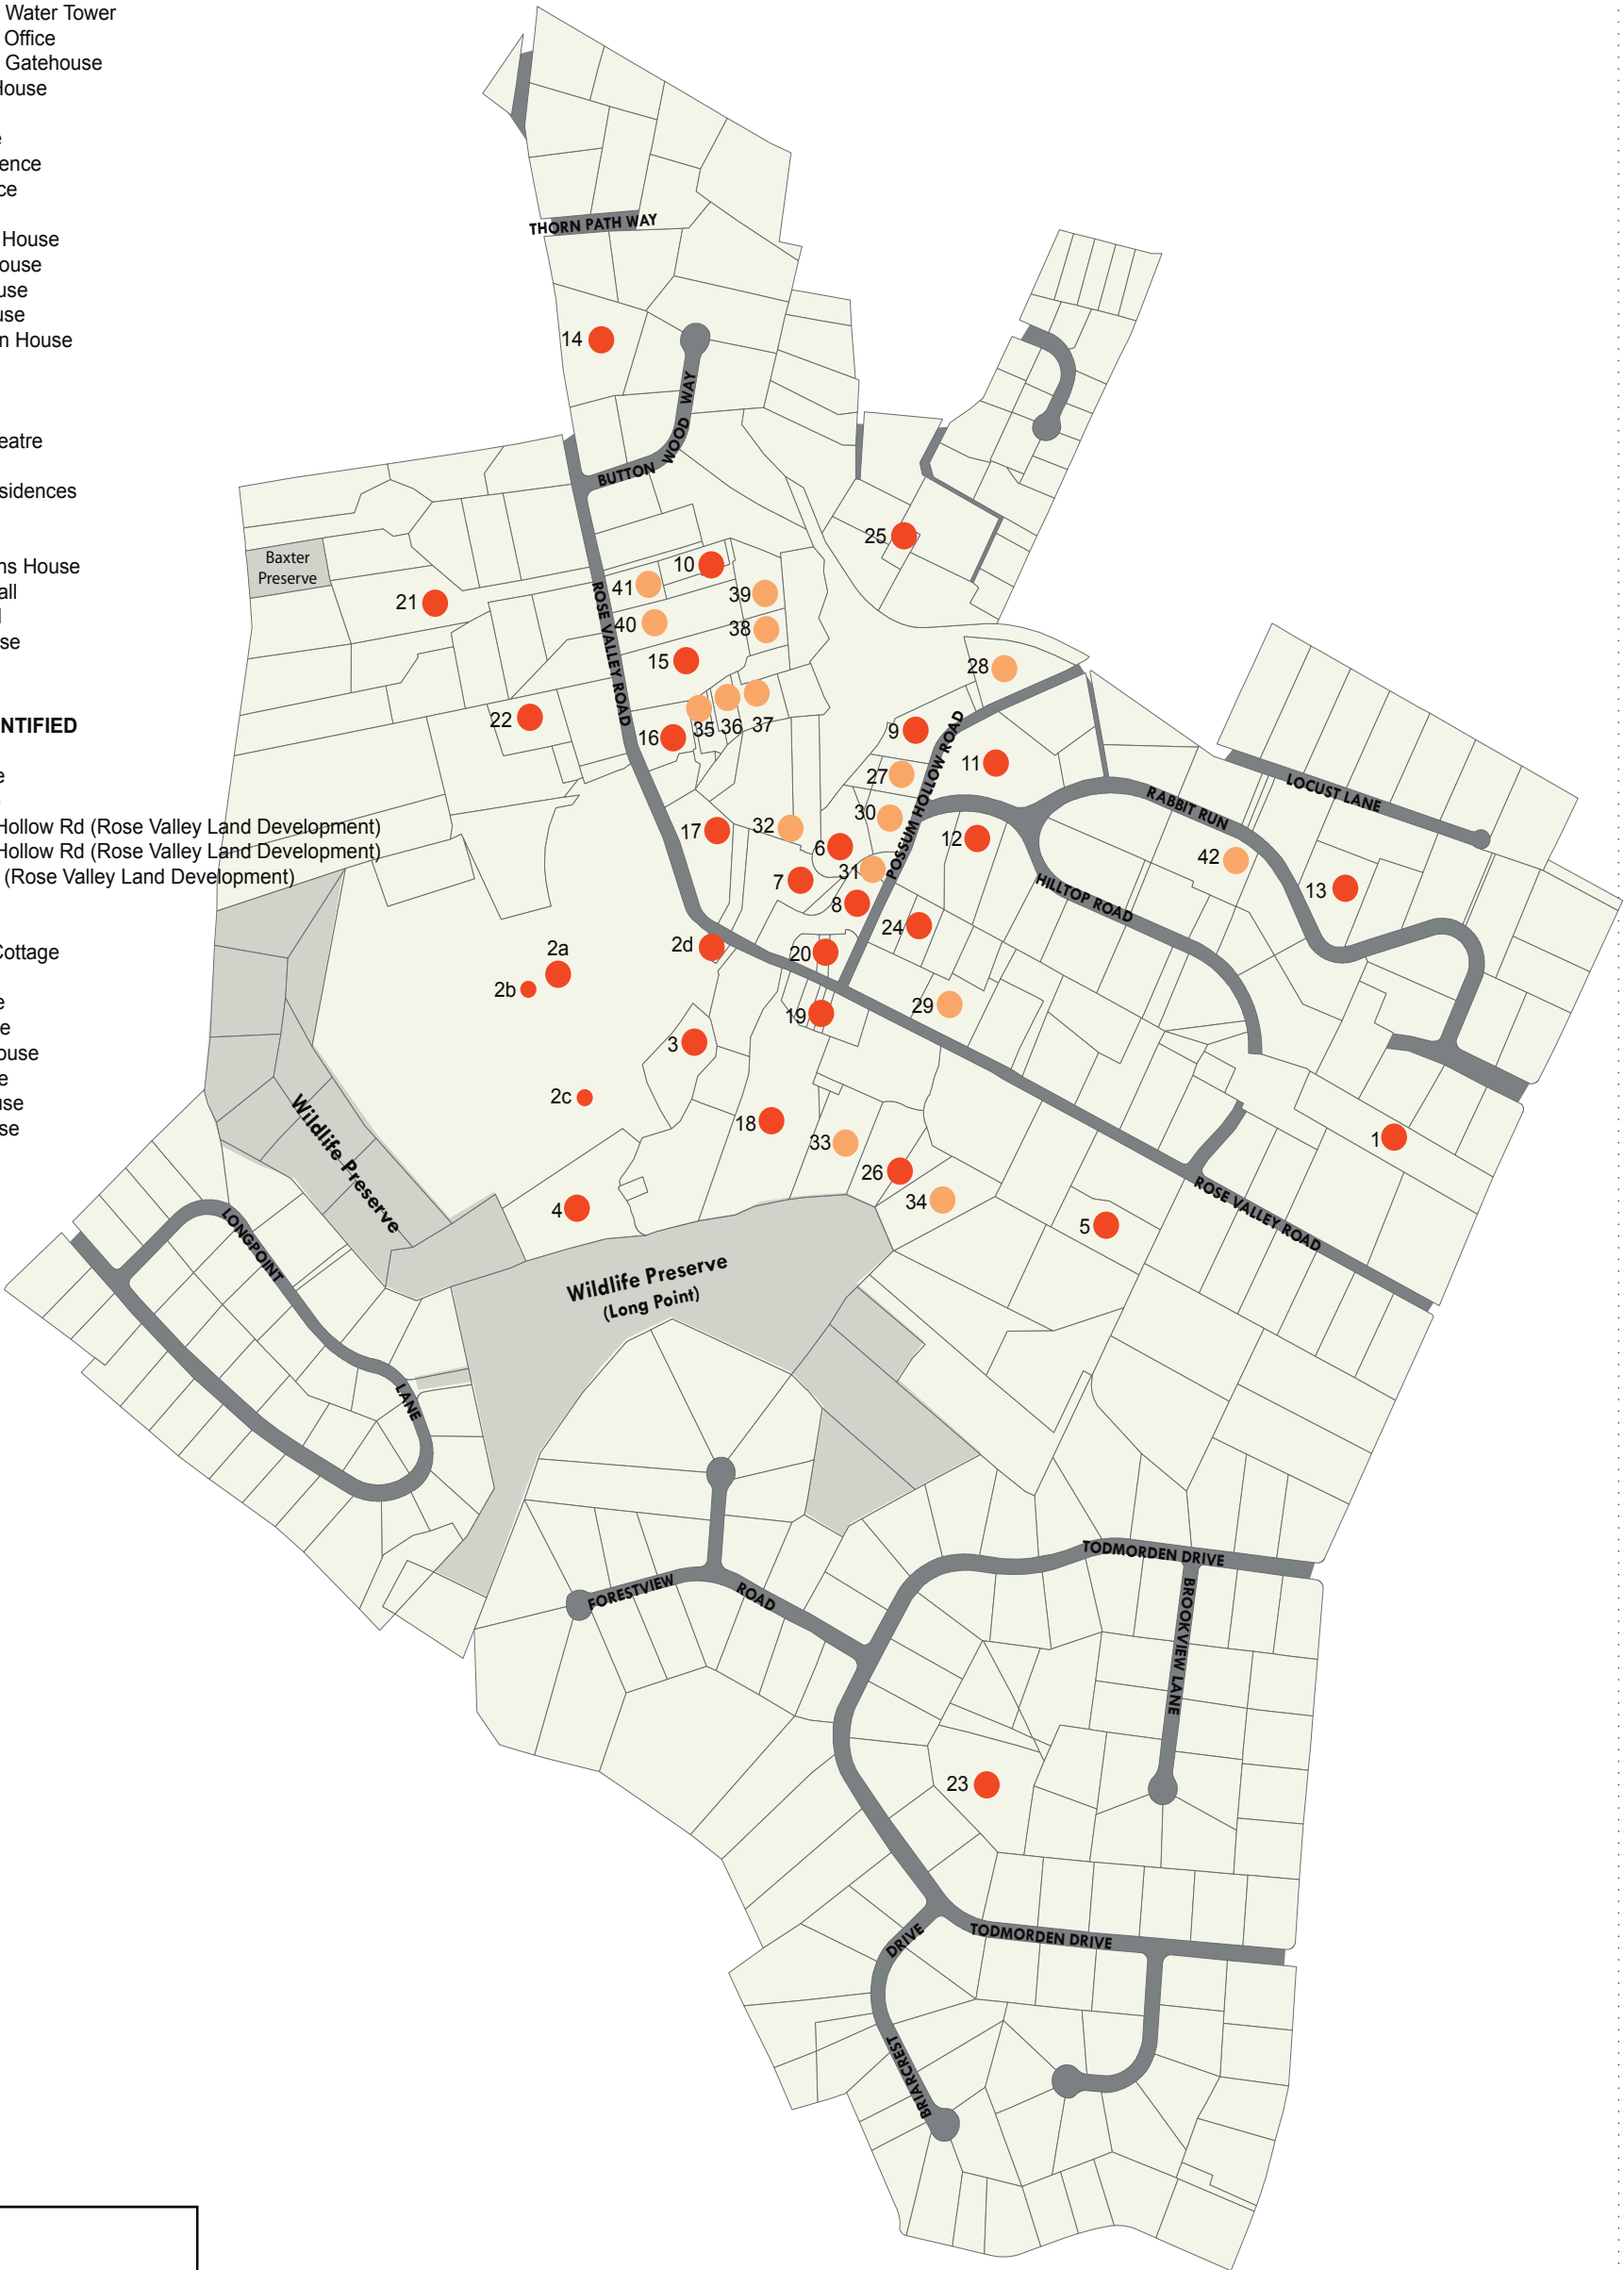 Water Tower
Office
Gatehouse
House
ence
ce
House
ouse
use
use
n House
eatre
sidences
ns House
all
se
NTIFIED
e
Hollow Rd (Rose Valley Land Development)
Hollow Rd (Rose Valley Land Development)
(Rose Valley Land Development)
Cottage
e
e
ouse
e
use
se
THORN PATH WAY
14
BUTTON WOOD WAY
Baxter
Preserve
25
10
41
39
21
40
38
ROSE VALLEY ROAD
15
28
22
16
35 36 37
9
27
11
POSSUM HOLLOW ROAD
LOCUST LANE
RABBIT RUN
30
32
17
6
12
42
31
7
8
13
HILLTOP ROAD
24
2d
20
2a
2b
29
19
3
2c
18
33
1
26
34
4
5
ROSE VALLEY ROAD
Wildlife Preserve
LONGPOINT
LANE
Wildlife Preserve
(Long Point)
TODMORDEN DRIVE
BROOKVIEW LANE
FORESTVIEW
ROAD
23
TODMORDEN DRIVE
DRIVE
BRIARCREST